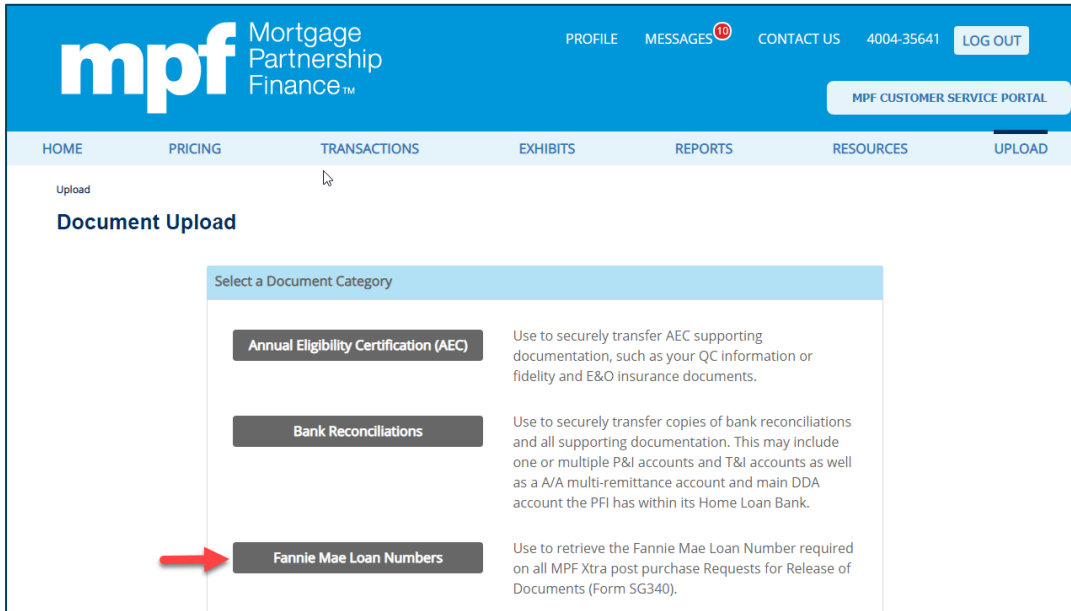 mpf Mortgage
Partnership
Finance™
PROFILE MESSAGES 10 CONTACT US 4004-35641 LOG OUT
MPF CUSTOMER SERVICE PORTAL
HOME PRICING TRANSACTIONS EXHIBITS REPORTS RESOURCES UPLOAD
Upload
Document Upload
Select a Document Category
Annual Eligibility Certification (AEC)
Use to securely transfer AEC supporting
documentation, such as your QC information or
fidelity and E&O insurance documents.
Bank Reconciliations
Use to securely transfer copies of bank reconciliations
and all supporting documentation. This may include
one or multiple P&I accounts and T&I accounts as well
as a A/A multi-remittance account and main DDA
account the PFI has within its Home Loan Bank.
Fannie Mae Loan Numbers
Use to retrieve the Fannie Mae Loan Number required
on all MPF Xtra post purchase Requests for Release of
Documents (Form SG340).